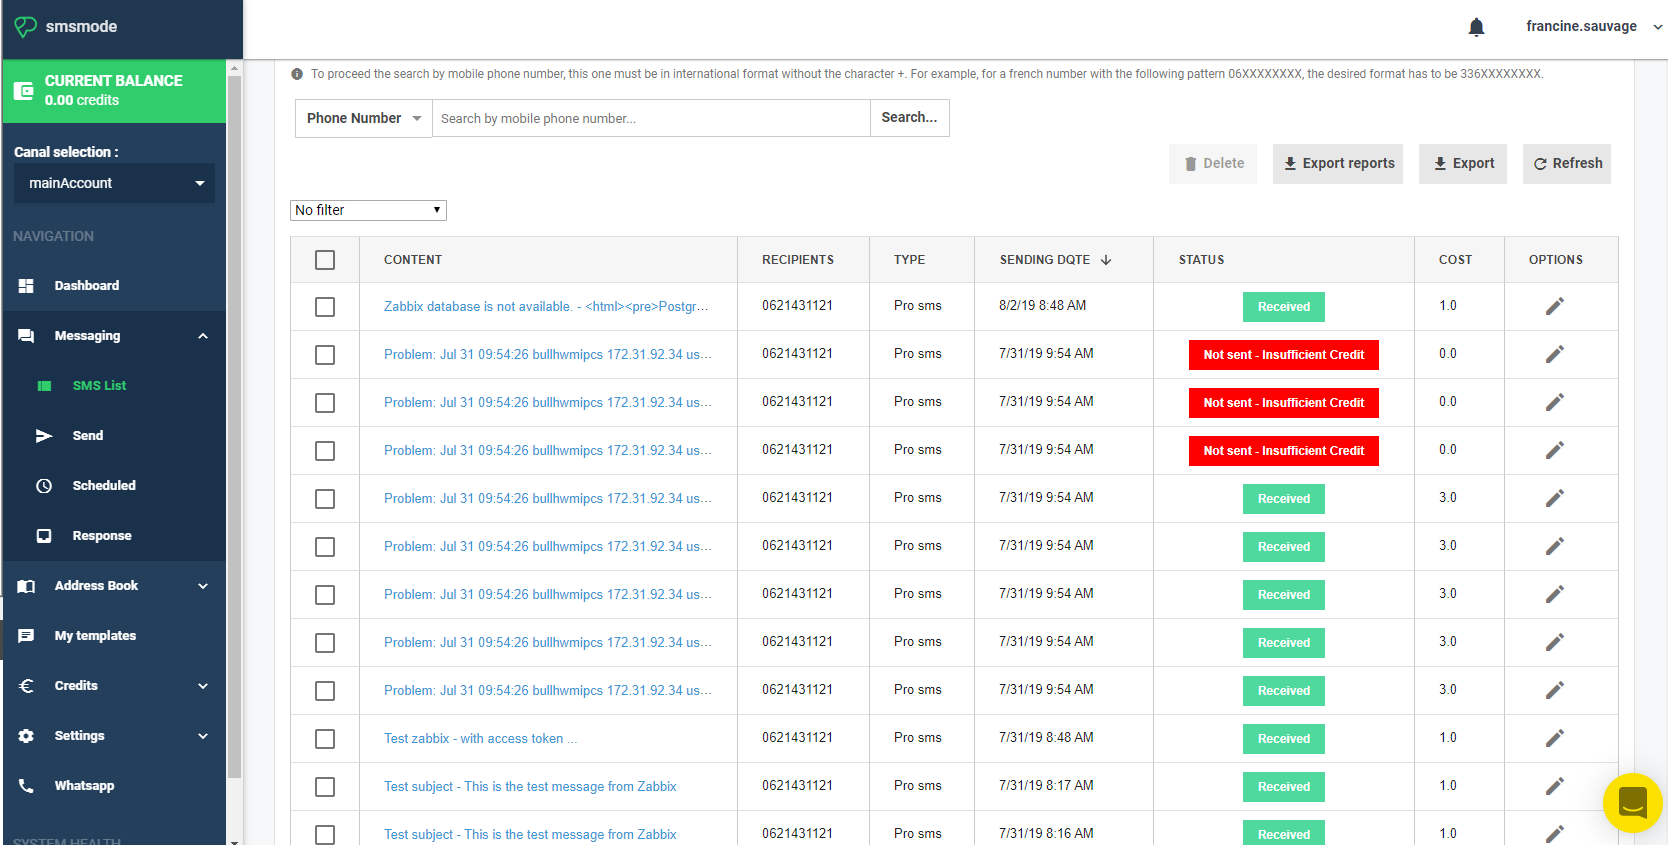 smsmode
francine.sauvage
CURRENT BALANCE
0.00 credits
Canal selection :
mainAccount
NAVIGATION
Dashboard
Messaging
SMS List
Send
Scheduled
Response
Address Book
My templates
Credits
Settings
Whatsapp
SYSTEM HEALTH
To proceed the search by mobile phone number, this one must be in international format without the character +. For example, for a french number with the following pattern 06XXXXXXXX, the desired format has to be 336XXXXXXXX.
Phone Number Search by mobile phone number... Search...
Delete Export reports Export Refresh
No filter
CONTENT RECIPIENTS TYPE SENDING DQTE STATUS COST OPTIONS
Zabbix database is not available. - <html><pre>Postgr... 0621431121 Pro sms 8/2/19 8:48 AM Received 1.0
Problem: Jul 31 09:54:26 bullhwmipcs 172.31.92.34 us... 0621431121 Pro sms 7/31/19 9:54 AM Not sent - Insufficient Credit 0.0
Problem: Jul 31 09:54:26 bullhwmipcs 172.31.92.34 us... 0621431121 Pro sms 7/31/19 9:54 AM Not sent - Insufficient Credit 0.0
Problem: Jul 31 09:54:26 bullhwmipcs 172.31.92.34 us... 0621431121 Pro sms 7/31/19 9:54 AM Not sent - Insufficient Credit 0.0
Problem: Jul 31 09:54:26 bullhwmipcs 172.31.92.34 us... 0621431121 Pro sms 7/31/19 9:54 AM Received 3.0
Problem: Jul 31 09:54:26 bullhwmipcs 172.31.92.34 us... 0621431121 Pro sms 7/31/19 9:54 AM Received 3.0
Problem: Jul 31 09:54:26 bullhwmipcs 172.31.92.34 us... 0621431121 Pro sms 7/31/19 9:54 AM Received 3.0
Problem: Jul 31 09:54:26 bullhwmipcs 172.31.92.34 us... 0621431121 Pro sms 7/31/19 9:54 AM Received 3.0
Problem: Jul 31 09:54:26 bullhwmipcs 172.31.92.34 us... 0621431121 Pro sms 7/31/19 9:54 AM Received 3.0
Test zabbix - with access token ... 0621431121 Pro sms 7/31/19 8:48 AM Received 1.0
Test subject - This is the test message from Zabbix 0621431121 Pro sms 7/31/19 8:17 AM Received 1.0
Test subject - This is the test message from Zabbix 0621431121 Pro sms 7/31/19 8:16 AM Received 1.0